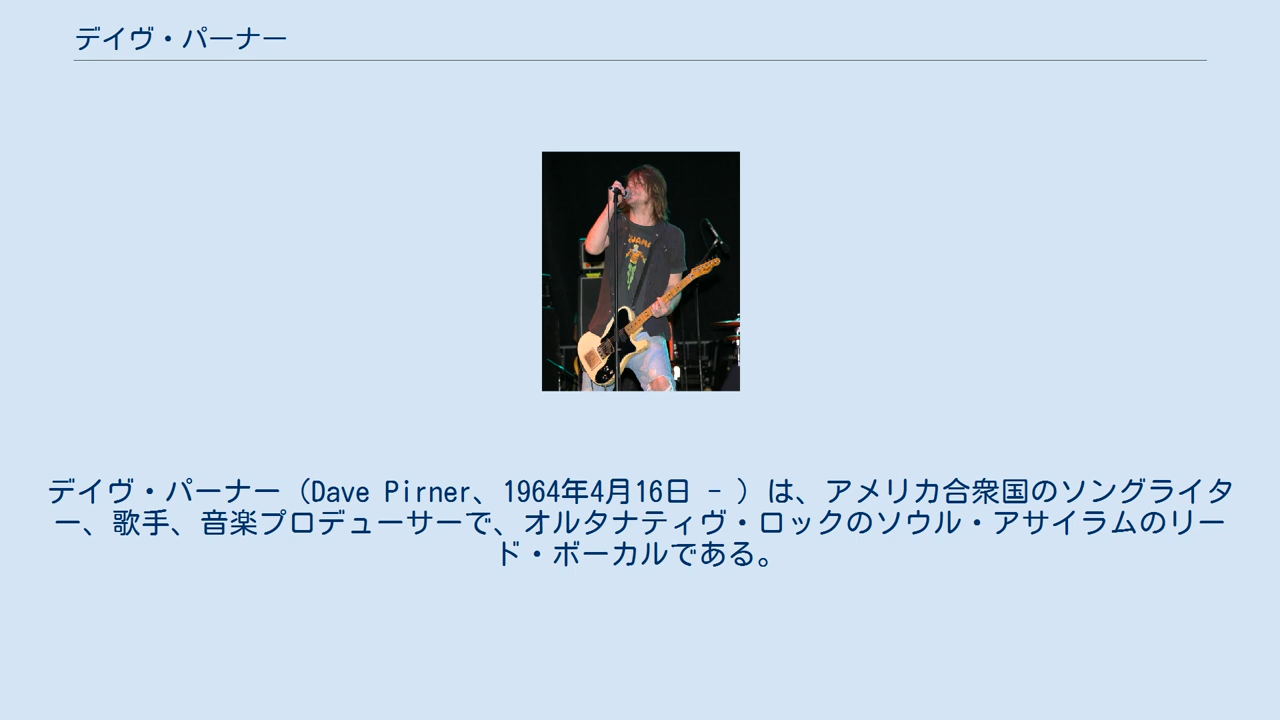 デイヴ・パーナー
デイヴ・パーナー（Dave Pirner、1964年4月16日 - ）は、アメリカ合衆国のソングライタ
ー、歌手、音楽プロデューサーで、オルタナティヴ・ロックのソウル・アサイラムのリー
ド・ボーカルである。